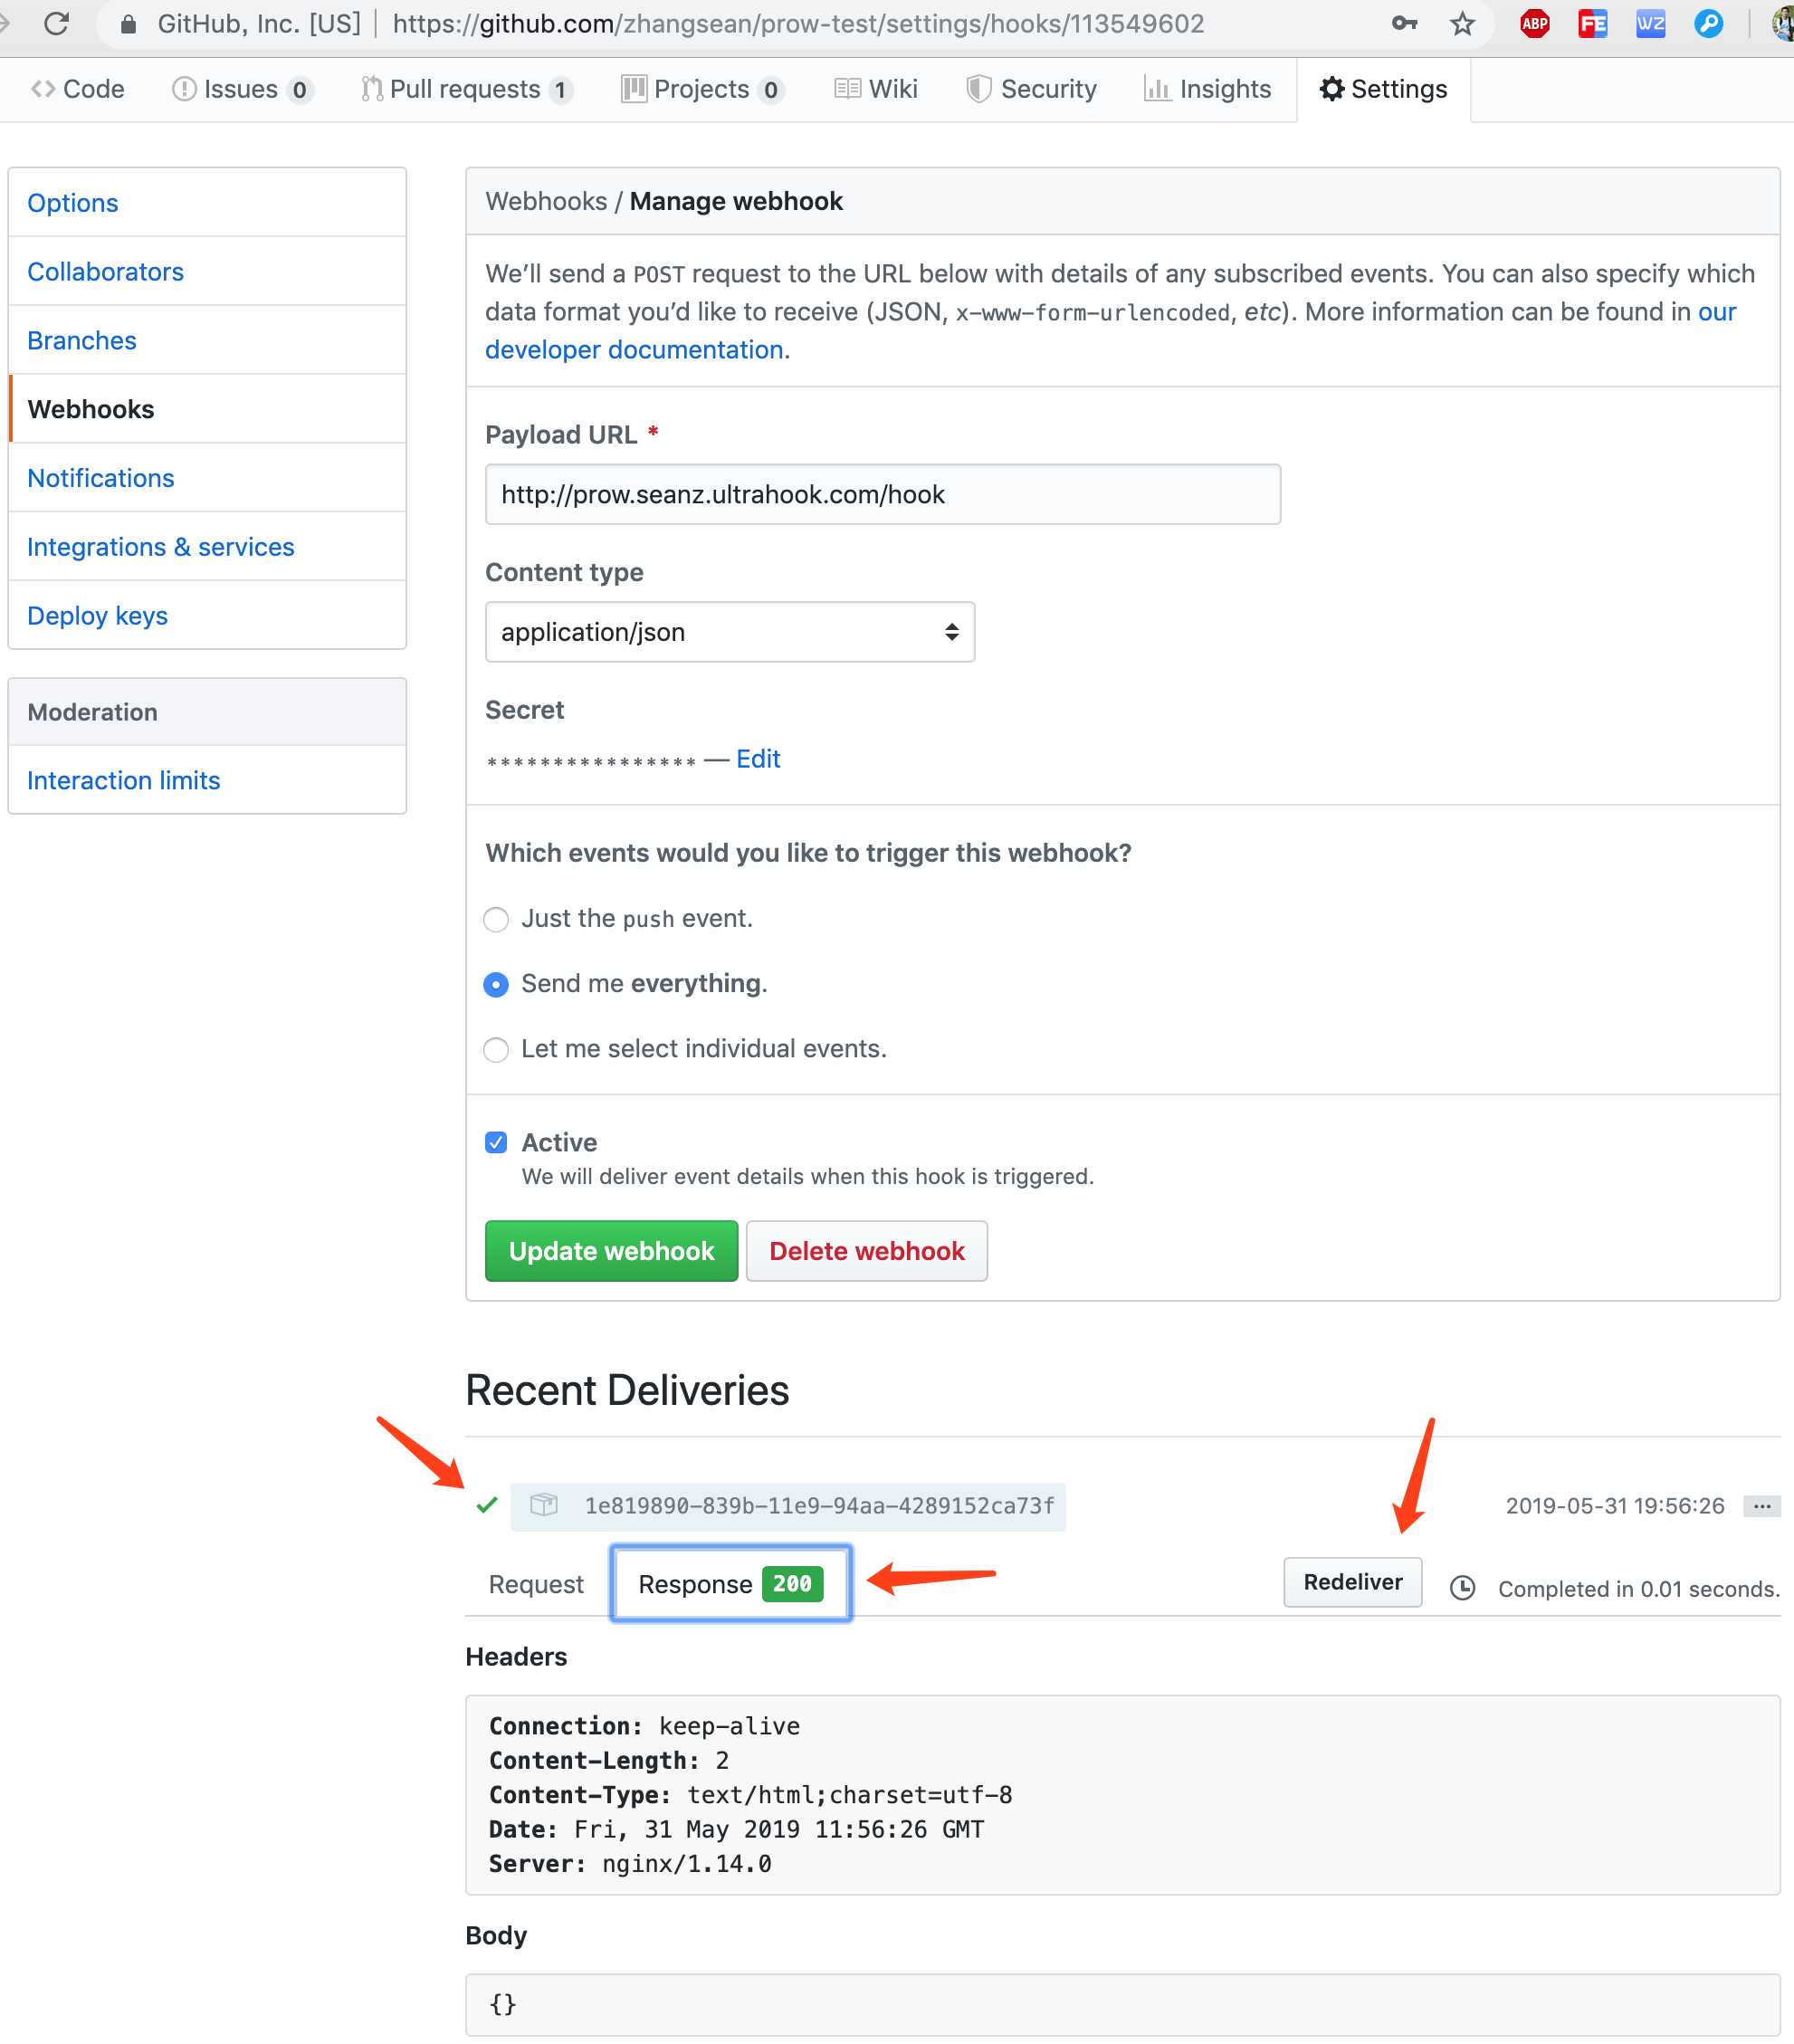 GitHub, Inc. [US] | https://github.com/zhangsean/prow-test/settings/hooks/113549602
ABP FE WZ
Code Issues 0 Pull requests 1 Projects 0 Wiki Security Insights Settings
Options
Collaborators
Branches
Webhooks
Notifications
Integrations & services
Deploy keys
Moderation
Interaction limits
Webhooks / Manage webhook
We’ll send a POST request to the URL below with details of any subscribed events. You can also specify which
data format you’d like to receive (JSON, x-www-form-urlencoded, etc). More information can be found in our
developer documentation.
Payload URL *
http://prow.seanz.ultrahook.com/hook
Content type
application/json
Secret
**************** — Edit
Which events would you like to trigger this webhook?
Just the push event.
Send me everything.
Let me select individual events.
Active
We will deliver event details when this hook is triggered.
Update webhook Delete webhook
Recent Deliveries
1e819890-839b-11e9-94aa-4289152ca73f 2019-05-31 19:56:26 ...
Request Response 200 Redeliver Completed in 0.01 seconds.
Headers
Connection: keep-alive
Content-Length: 2
Content-Type: text/html;charset=utf-8
Date: Fri, 31 May 2019 11:56:26 GMT
Server: nginx/1.14.0
Body
{}